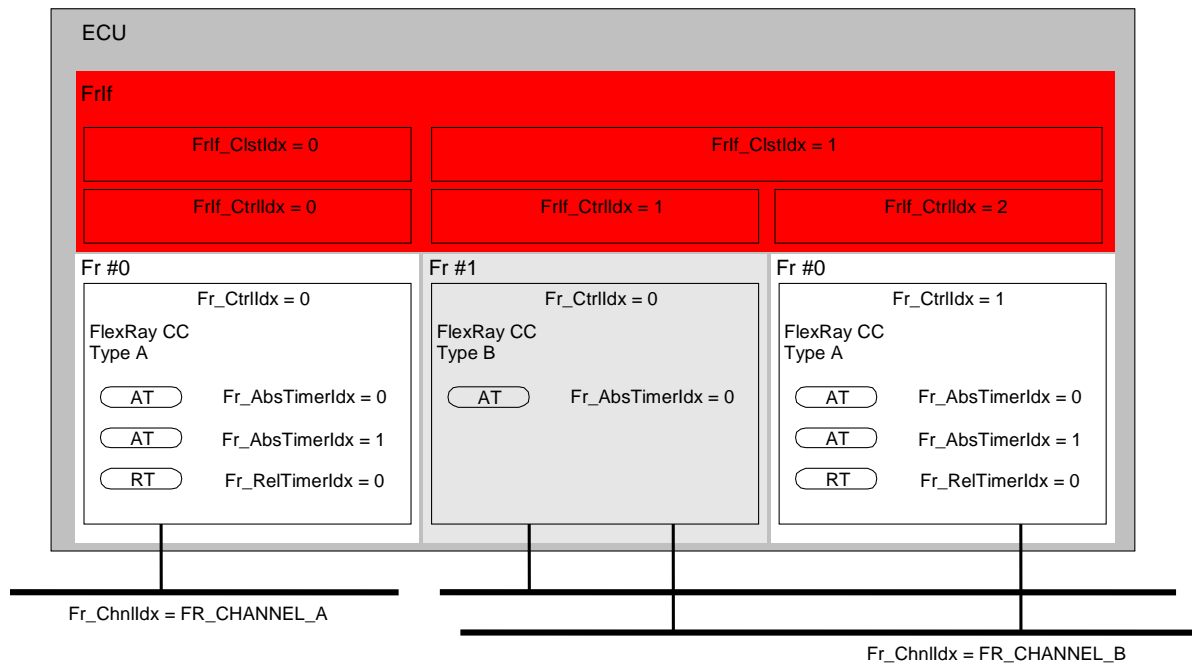 ECU
FrIf
FrIf_ClstIdx = 0
FrIf_ClstIdx = 1
FrIf_CtrlIdx = 0
FrIf_CtrlIdx = 1
FrIf_CtrlIdx = 2
Fr #0
Fr_CtrlIdx = 0
FlexRay CC
Type A
AT Fr_AbsTimerIdx = 0
AT Fr_AbsTimerIdx = 1
RT Fr_RelTimerIdx = 0
Fr #1
Fr_CtrlIdx = 0
FlexRay CC
Type B
AT Fr_AbsTimerIdx = 0
Fr #0
Fr_CtrlIdx = 1
FlexRay CC
Type A
AT Fr_AbsTimerIdx = 0
AT Fr_AbsTimerIdx = 1
RT Fr_RelTimerIdx = 0
Fr_ChnlIdx = FR_CHANNEL_A
Fr_ChnlIdx = FR_CHANNEL_B